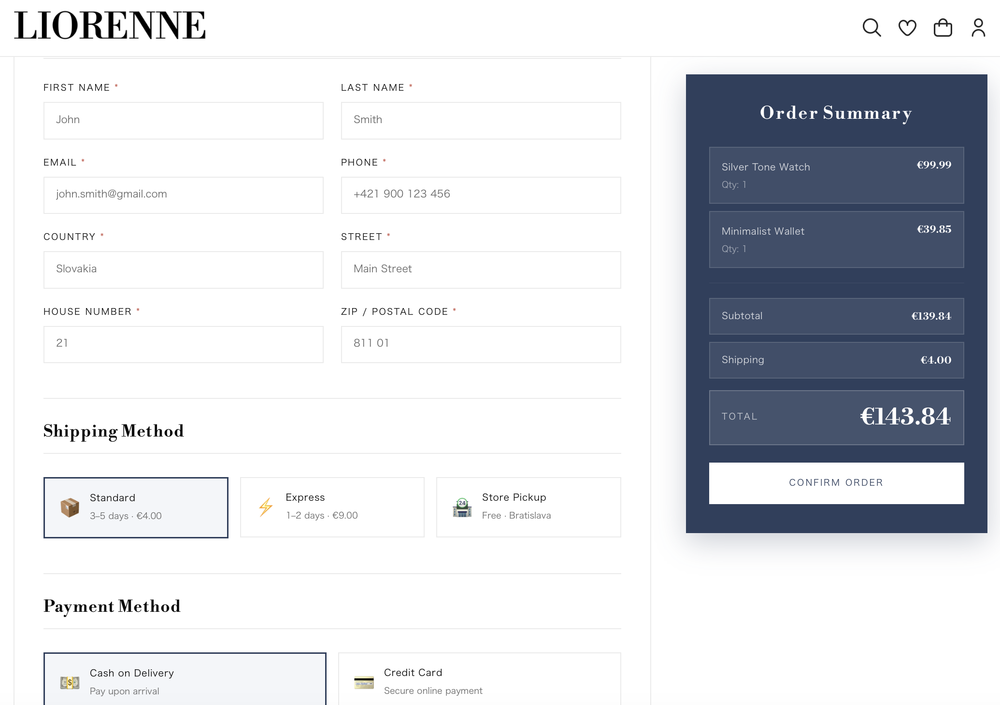 LIORENNE
FIRST NAME *
LAST NAME *
John
Smith
EMAIL *
PHONE *
john.smith@gmail.com
+421 900 123 456
COUNTRY *
STREET *
Slovakia
Main Street
HOUSE NUMBER *
ZIP / POSTAL CODE *
21
811 01
Shipping Method
Standard
3–5 days · €4.00
Express
1–2 days · €9.00
24
Store Pickup
Free · Bratislava
Payment Method
$
Cash on Delivery
Pay upon arrival
Credit Card
Secure online payment
Order Summary
Silver Tone Watch
€99.99
Qty: 1
Minimalist Wallet
€39.85
Qty: 1
Subtotal
€139.84
Shipping
€4.00
TOTAL
€143.84
CONFIRM ORDER